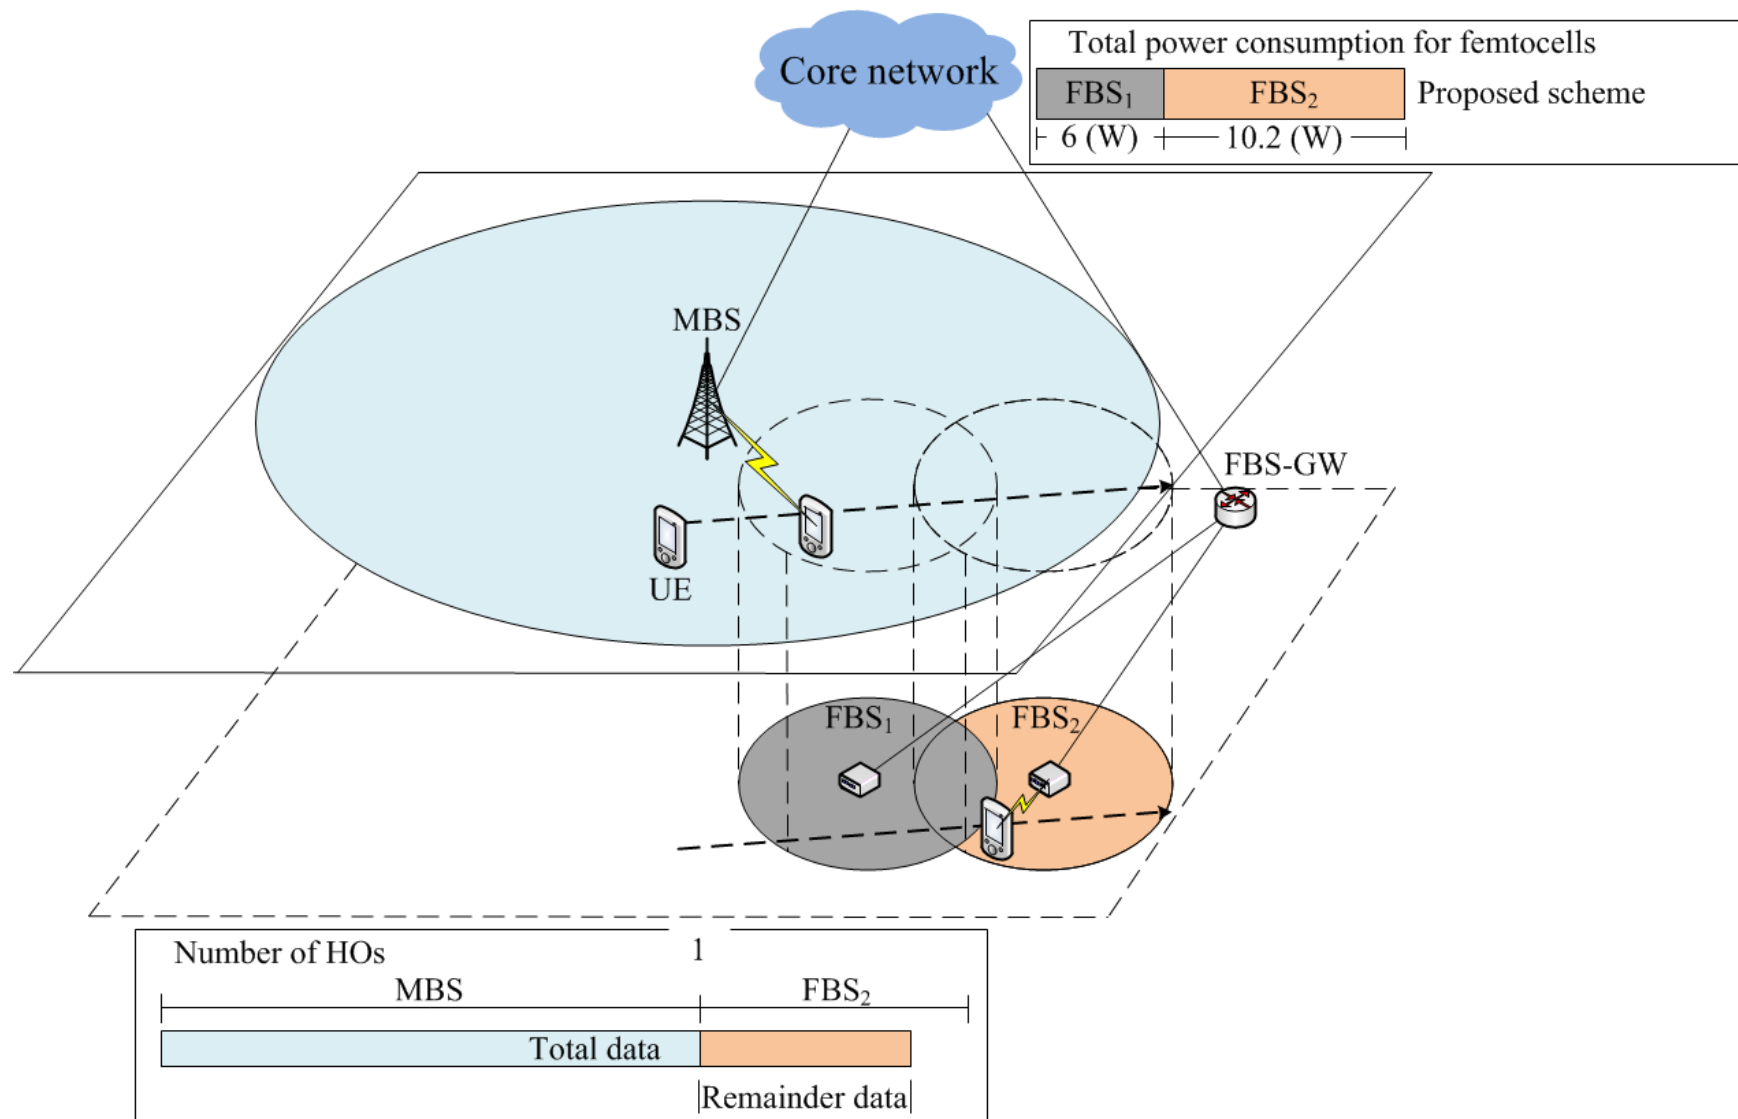 Core network
Total power consumption for femtocells
FBS1 FBS2 Proposed scheme
6 (W) 10.2 (W)
MBS
FBS-GW
UE
FBS1 FBS2
Number of HOs 1
MBS FBS2
Total data
Remainder data